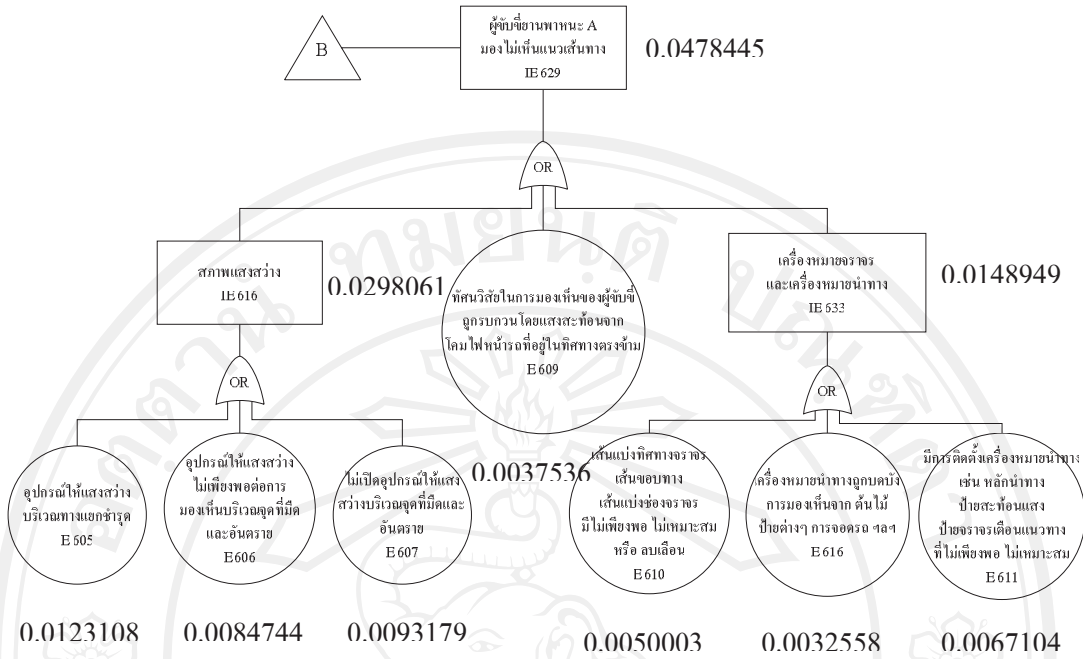 B
ผู้ขับขี่ยานพาหนะ A
มองไม่เห็นแนวเส้นทาง
IE 629
0.0478445
OR
สภาพแสงสว่าง
IE 616
0.0298061
ทัศนวิสัยในการมองเห็นของผู้ขับขี่
ถูกรบกวนโดยแสงสะท้อนจาก
โคมไฟหน้ารถที่อยู่ในทิศทางตรงข้าม
E 609
0.0037536
เครื่องหมายจราจร
และเครื่องหมายนำทาง
IE 633
0.0148949
OR
OR
อุปกรณ์ให้แสงสว่าง
บริเวณทางแยกชำรุด
E 605
อุปกรณ์ให้แสงสว่าง
ไม่เพียงพอต่อการ
มองเห็นบริเวณจุดที่มืด
และอันตราย
E 606
ไม่เปิดอุปกรณ์ให้แสง
สว่างบริเวณจุดที่มืดและ
อันตราย
E 607
เส้นแบ่งทิศทางจราจร
เส้นขอบทาง
เส้นแบ่งช่องจราจร
มีไม่เพียงพอ ไม่เหมาะสม
หรือ ลบเลือน
E 610
เครื่องหมายนำทางถูกบดบัง
การมองเห็นจาก ต้นไม้
ป้ายต่างๆ การจอดรถ ฯลฯ
E 616
มีการติดตั้งเครื่องหมายนำทาง
เช่น หลักนำทาง
ป้ายสะท้อนแสง
ป้ายจราจรเตือนแนวทาง
ที่ไม่เพียงพอ ไม่เหมาะสม
E 611
0.0123108
0.0084744
0.0093179
0.0050003
0.0032558
0.0067104